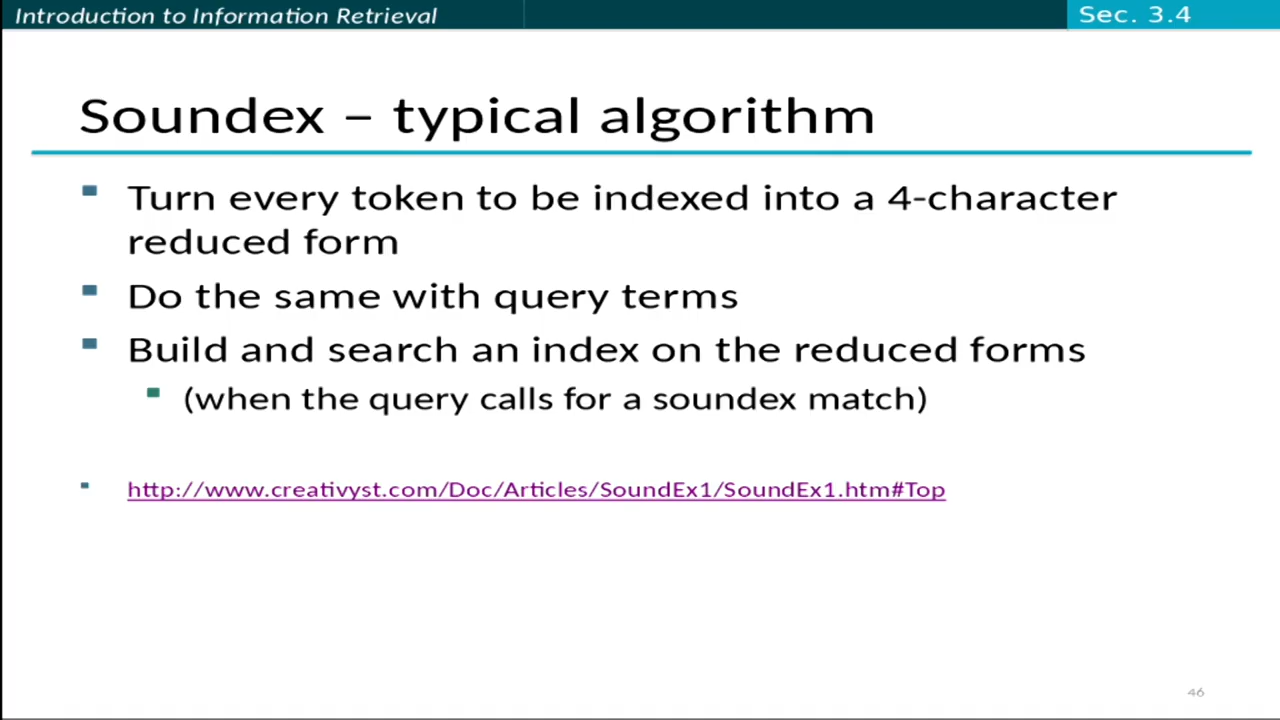 Introduction to Information Retrieval
Sec. 3.4
Soundex – typical algorithm
Turn every token to be indexed into a 4-character
reduced form
Do the same with query terms
Build and search an index on the reduced forms
(when the query calls for a soundex match)
http://www.creativyst.com/Doc/Articles/SoundEx1/SoundEx1.htm#Top
46